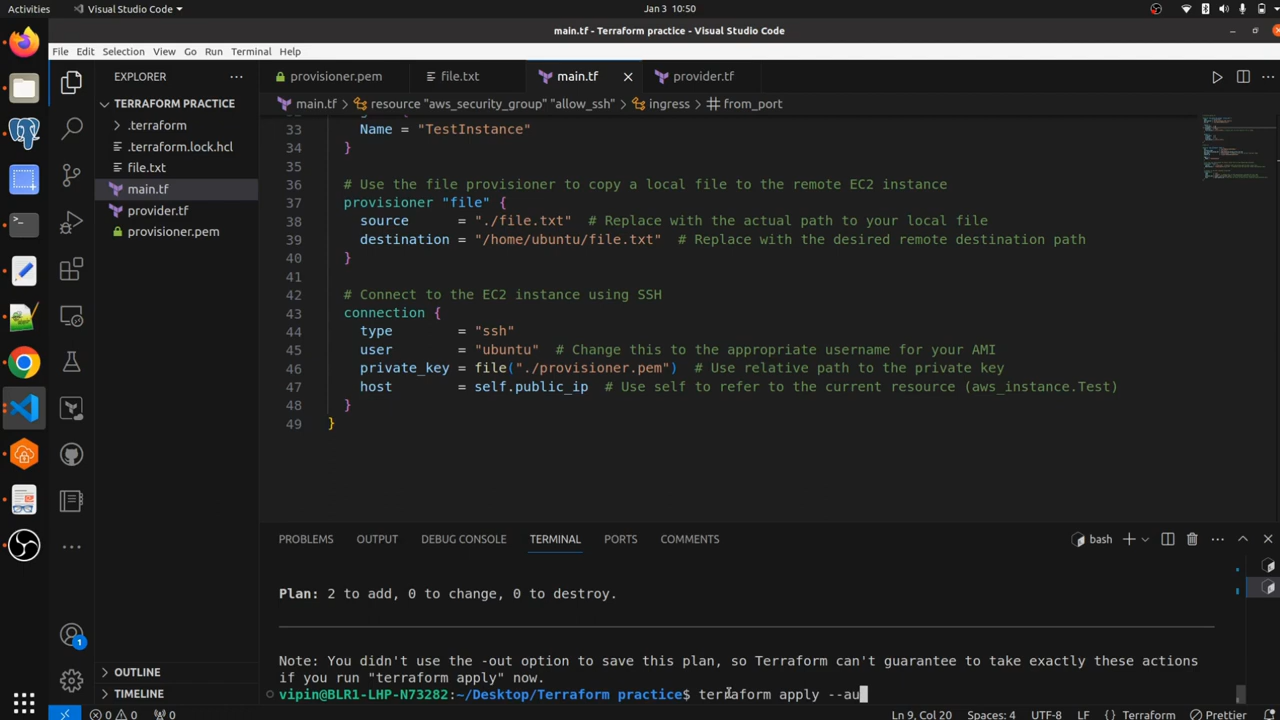 Activities
Visual Studio Code
Jan 3 10:50
main.tf - Terraform practice - Visual Studio Code
File Edit Selection View Go Run Terminal Help
EXPLORER
provisioner.pem
file.txt
main.tf
provider.tf
TERRAFORM PRACTICE
main.tf > resource "aws_security_group" "allow_ssh" > ingress > from_port
.terraform
.terraform.lock.hcl
file.txt
main.tf
provider.tf
provisioner.pem
33 Name = "TestInstance"
34 }
35
36 # Use the file provisioner to copy a local file to the remote EC2 instance
37 provisioner "file" {
38 source = "./file.txt" # Replace with the actual path to your local file
39 destination = "/home/ubuntu/file.txt" # Replace with the desired remote destination path
40 }
41
42 # Connect to the EC2 instance using SSH
43 connection {
44 type = "ssh"
45 user = "ubuntu" # Change this to the appropriate username for your AMI
46 private_key = file("./provisioner.pem") # Use relative path to the private key
47 host = self.public_ip # Use self to refer to the current resource (aws_instance.Test)
48 }
49 }
PROBLEMS OUTPUT DEBUG CONSOLE TERMINAL PORTS COMMENTS
bash
Plan: 2 to add, 0 to change, 0 to destroy.
Note: You didn't use the -out option to save this plan, so Terraform can't guarantee to take exactly these actions
if you run "terraform apply" now.
vipin@BLR1-LHP-N73282:~/Desktop/Terraform practice$ terraform apply --au
1
OUTLINE
TIMELINE
0 0 0
Ln 9, Col 20 Spaces: 4 UTF-8 LF {} Terraform Prettier